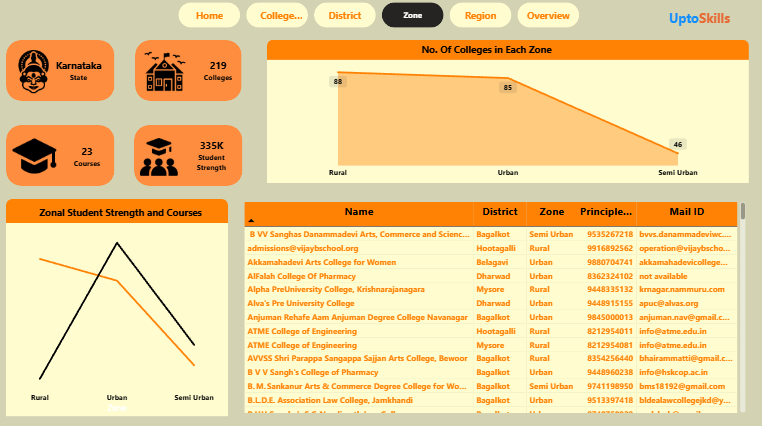 Home College... District Zone Region Overview UptoSkills
Karnataka
State
219
Colleges
23
Courses
335K
Student
Strength
No. Of Colleges in Each Zone
88
85
46
Rural Urban Semi Urban
Zonal Student Strength and Courses
Rural Urban Semi Urban
Name District Zone Principle... Mail ID
B VV Sanghas Danammadevi Arts, Commerce and Scienc... Bagalkot Semi Urban 9535267218 bvvs.danammadeviwc...
admissions@vijaybschool.org Hootagalli Rural 9916892562 operation@vijaybscho...
Akkamahadevi Arts College for Women Belagavi Urban 9880704741 akkamahadevicollege...
AlFalah College Of Pharmacy Dharwad Urban 8362324102 not available
Alpha PreUniversity College, Krishnarajanagara Mysore Rural 9448335132 krnagar.nammuru.com
Alva's Pre University College Dharwad Urban 9448915155 apuc@alvas.org
Anjuman Rehafe Aam Anjuman Degree College Navanagar Bagalkot Urban 9845000013 anjuman.nav@gmail.c...
ATME College of Engineering Hootagalli Rural 8212954011 info@atme.edu.in
ATME College of Engineering Mysore Rural 8212954081 info@atme.edu.in
AVVSS Shri Parappa Sangappa Sajjan Arts College, Bewoor Bagalkot Rural 8354256440 bhairammatti@gmail.c...
B V V Sangh's College of Pharmacy Bagalkot Urban 9448960238 info@hskcop.ac.in
B. M. Sankanur Arts & Commerce Degree College For Wo... Bagalkot Semi Urban 9741198950 bms18192@gmail.com
B.L.D.E. Association Law College, Jamkhandi Bagalkot Urban 9513397418 bldealawcollegejkd@y...